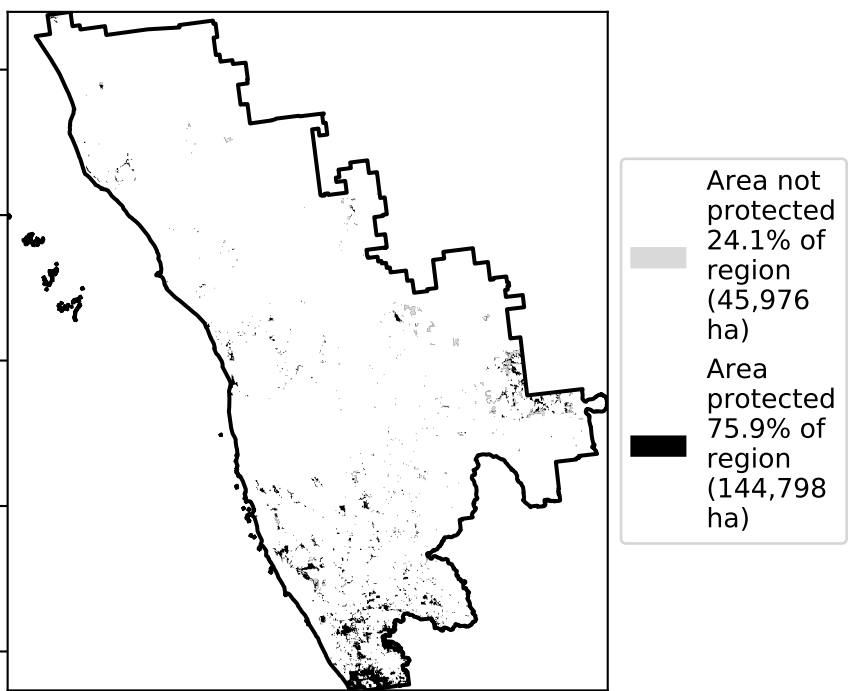 Area not
protected
24.1% of
region
(45,976
ha)
Area
protected
75.9% of
region
(144,798
ha)